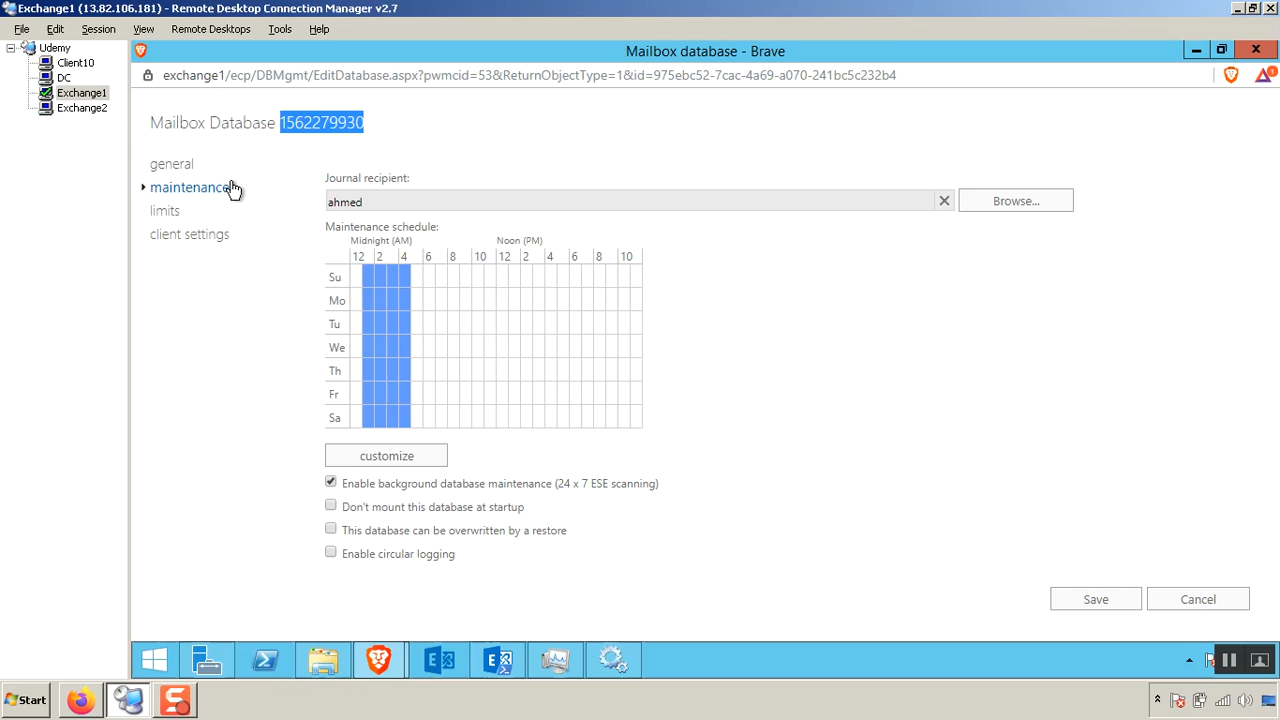 Exchange1 (13.82.106.181) - Remote Desktop Connection Manager v2.7
File Edit Session View Remote Desktops Tools Help
Udemy
Client10
DC
Exchange1
Exchange2
Mailbox database - Brave
exchange1/ecp/DBMgmt/EditDatabase.aspx?pwmcid=53&ReturnObjectType=1&id=975ebc52-7cac-4a69-a070-241bc5c232b4
1
Mailbox Database 1562279930
general
maintenance
limits
client settings
Journal recipient:
ahmed
Browse...
Maintenance schedule:
Midnight (AM) Noon (PM)
12 2 4 6 8 10 12 2 4 6 8 10
Su
Mo
Tu
We
Th
Fr
Sa
customize
Enable background database maintenance (24 x 7 ESE scanning)
Don't mount this database at startup
This database can be overwritten by a restore
Enable circular logging
Save Cancel
Start